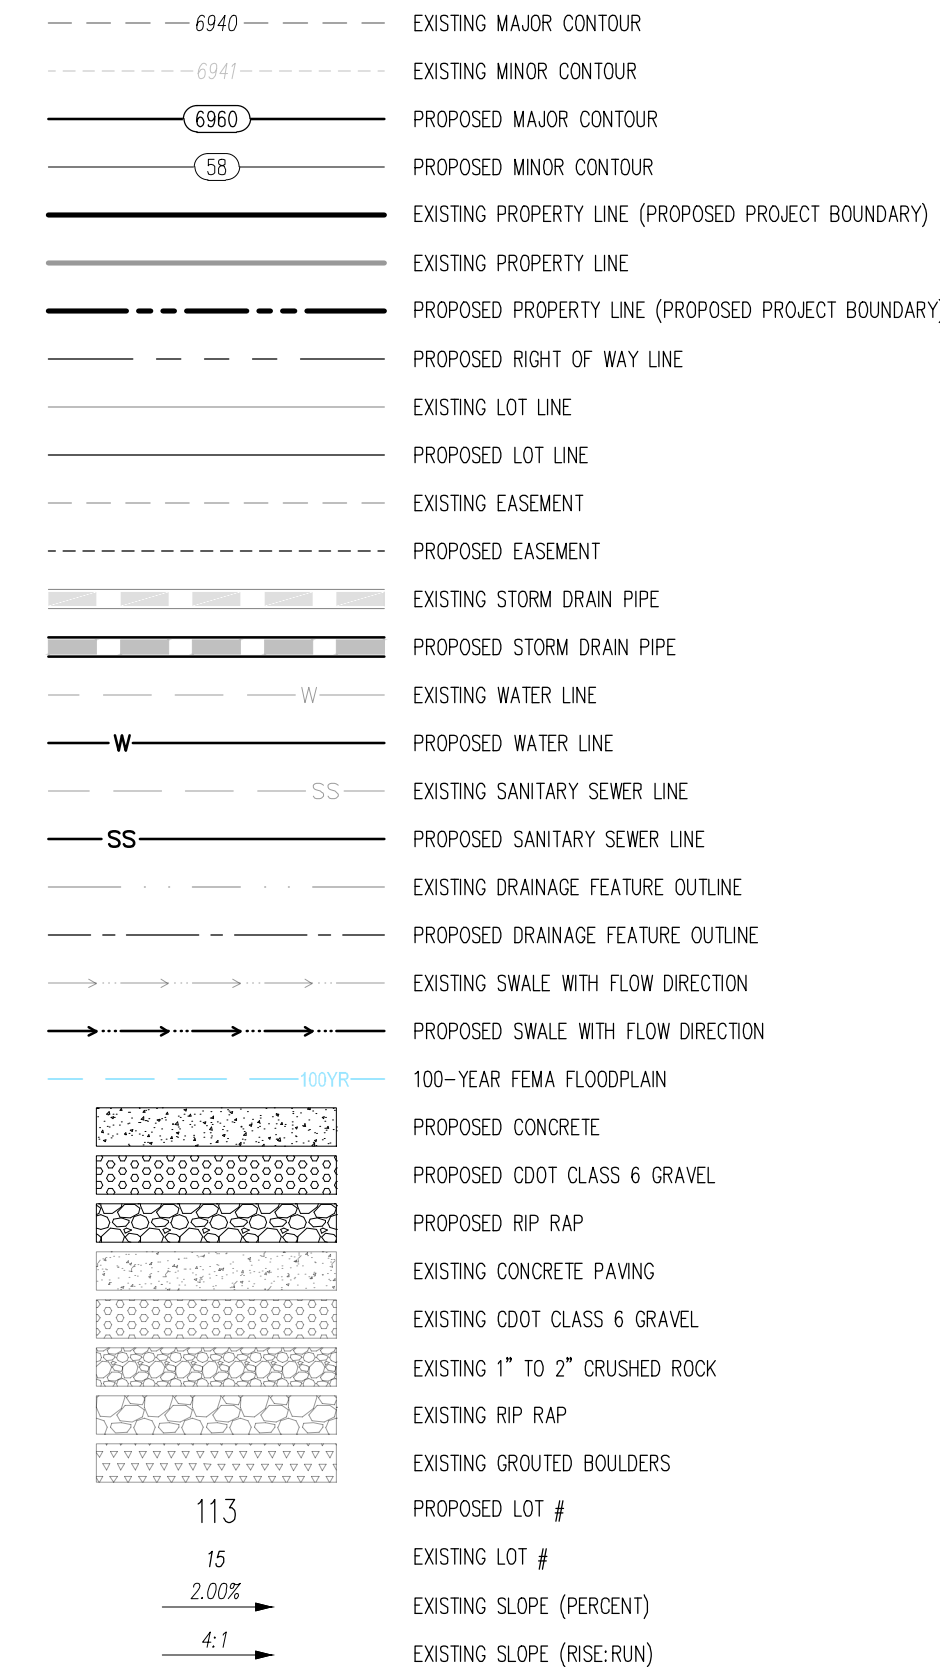 6940 EXISTING MAJOR CONTOUR
6941 EXISTING MINOR CONTOUR
6960 PROPOSED MAJOR CONTOUR
58 PROPOSED MINOR CONTOUR
EXISTING PROPERTY LINE (PROPOSED PROJECT BOUNDARY)
EXISTING PROPERTY LINE
PROPOSED PROPERTY LINE (PROPOSED PROJECT BOUNDARY)
PROPOSED RIGHT OF WAY LINE
EXISTING LOT LINE
PROPOSED LOT LINE
EXISTING EASEMENT
PROPOSED EASEMENT
EXISTING STORM DRAIN PIPE
PROPOSED STORM DRAIN PIPE
W EXISTING WATER LINE
W PROPOSED WATER LINE
SS EXISTING SANITARY SEWER LINE
SS PROPOSED SANITARY SEWER LINE
EXISTING DRAINAGE FEATURE OUTLINE
PROPOSED DRAINAGE FEATURE OUTLINE
EXISTING SWALE WITH FLOW DIRECTION
PROPOSED SWALE WITH FLOW DIRECTION
100YR 100-YEAR FEMA FLOODPLAIN
PROPOSED CONCRETE
PROPOSED CDOT CLASS 6 GRAVEL
PROPOSED RIP RAP
EXISTING CONCRETE PAVING
EXISTING CDOT CLASS 6 GRAVEL
EXISTING 1" TO 2" CRUSHED ROCK
EXISTING RIP RAP
EXISTING GROUTED BOULDERS
113 PROPOSED LOT #
15 EXISTING LOT #
2.00% EXISTING SLOPE (PERCENT)
4:1 EXISTING SLOPE (RISE:RUN)